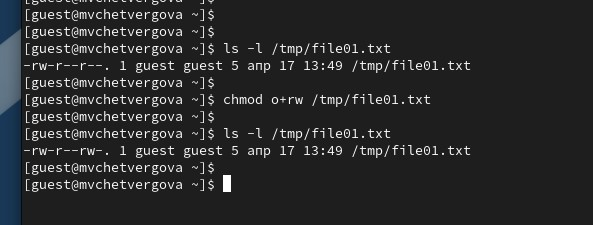 [guest@mvchetvergova ~]$
[guest@mvchetvergova ~]$
[guest@mvchetvergova ~]$ ls -l /tmp/file01.txt
-rw-r--r--. 1 guest guest 5 апр 17 13:49 /tmp/file01.txt
[guest@mvchetvergova ~]$
[guest@mvchetvergova ~]$ chmod o+rw /tmp/file01.txt
[guest@mvchetvergova ~]$
[guest@mvchetvergova ~]$ ls -l /tmp/file01.txt
-rw-r--rw-. 1 guest guest 5 апр 17 13:49 /tmp/file01.txt
[guest@mvchetvergova ~]$
[guest@mvchetvergova ~]$